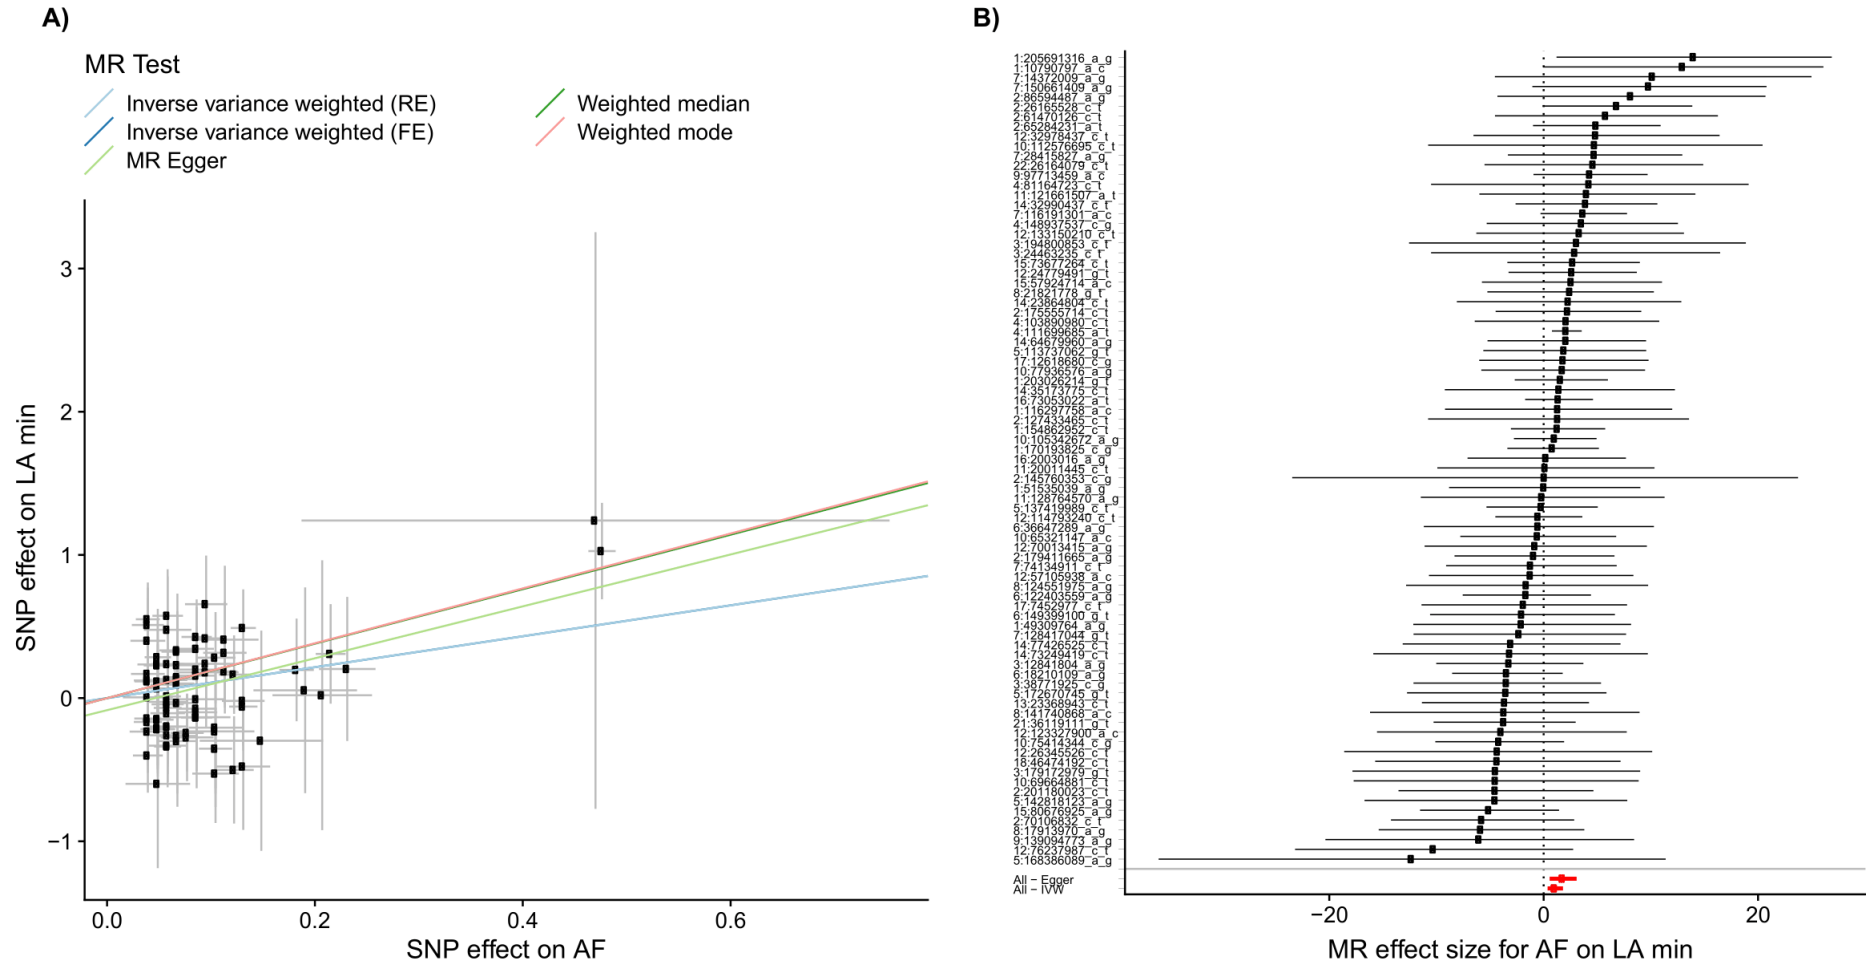 A)
MR Test
Inverse variance weighted (RE)
Inverse variance weighted (FE)
MR Egger
Weighted median
Weighted mode
SNP effect on LA min
3
2
1
0
−1
0.0
0.2
0.4
0.6
SNP effect on AF
B)
1:205691316_a_g
1:10790797_a_c
7:14372009_a_g
7:150661409_a_g
2:86594487_a_g
2:26165528_c_t
2:61470126_c_t
2:65284231_a_t
12:32978437_c_t
10:112576695_c_t
7:28415827_a_g
22:26164079_c_t
9:97713459_a_c
4:81164723_c_t
11:121661507_a_t
14:32990437_c_t
7:116191301_a_c
4:148937537_c_g
12:133150210_c_t
3:194800853_c_t
3:24463235_c_t
15:73677264_c_t
12:24779491_g_t
15:57924714_a_c
8:21821778_g_t
14:23864804_c_t
2:175555714_c_t
4:103890980_c_t
4:111699685_a_t
14:64679960_a_g
5:113737062_g_t
17:12618680_c_g
10:77936576_a_g
1:203026214_g_t
14:35173775_c_t
16:73053022_a_t
1:116297758_a_c
2:127433465_c_t
1:154862952_c_t
10:105342672_a_g
1:170193825_c_g
16:2003016_a_g
11:20011445_c_t
2:145760353_c_g
1:51535039_a_g
11:128764570_a_g
5:137419989_c_t
12:114793240_c_t
6:36647289_a_g
10:65321147_a_c
12:70013415_a_g
2:179411665_a_g
7:74134911_c_t
12:57105938_a_c
8:124551975_a_g
6:122403559_a_g
17:7452977_c_t
6:149399100_g_t
1:49309764_a_g
7:128417044_g_t
14:77426525_c_t
14:73249419_c_t
3:12841804_a_g
6:18210109_a_g
3:38771925_c_g
5:172670745_g_t
13:23368943_c_t
8:141740868_a_c
21:36119111_g_t
12:123327900_a_c
10:75414344_c_g
12:26345526_c_t
18:46474192_c_t
3:179172979_g_t
10:69664881_c_t
2:201180023_c_t
5:142818123_a_g
15:80676925_a_g
2:70106832_c_t
8:17913970_a_g
9:139094773_a_g
12:76237987_c_t
5:168386089_a_g
All − Egger
All − IVW
−20
0
20
MR effect size for AF on LA min